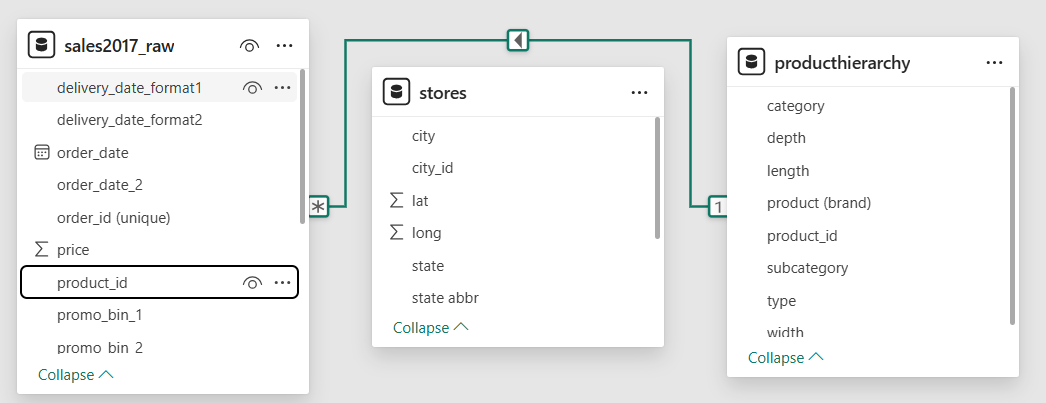 sales2017_raw
delivery_date_format1
delivery_date_format2
order_date
order_date_2
order_id (unique)
Σ price
product_id
promo_bin_1
promo_bin_2
Collapse
*
stores
city
city_id
Σ lat
Σ long
state
state abbr
Collapse
1
producthierarchy
category
depth
length
product (brand)
product_id
subcategory
type
width
Collapse